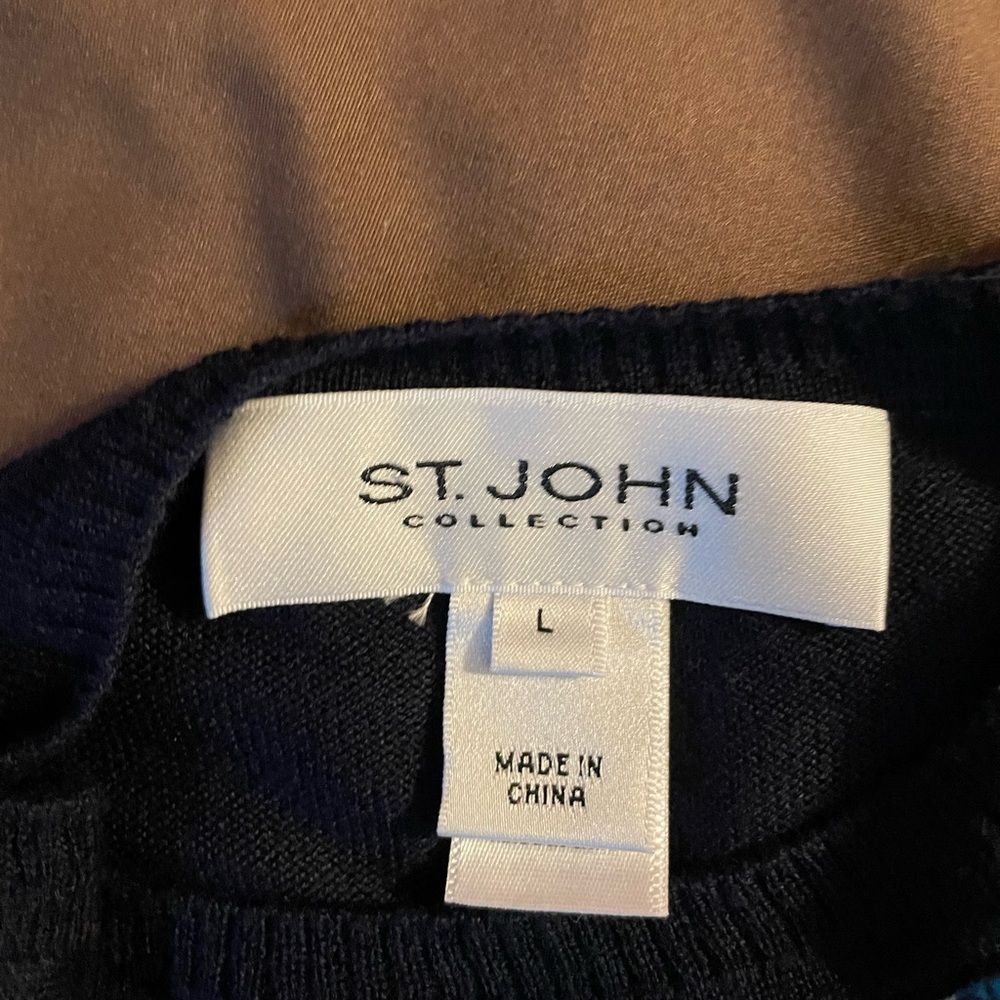 ST. JOHN
COLLECTION
L
MADE IN
CHINA